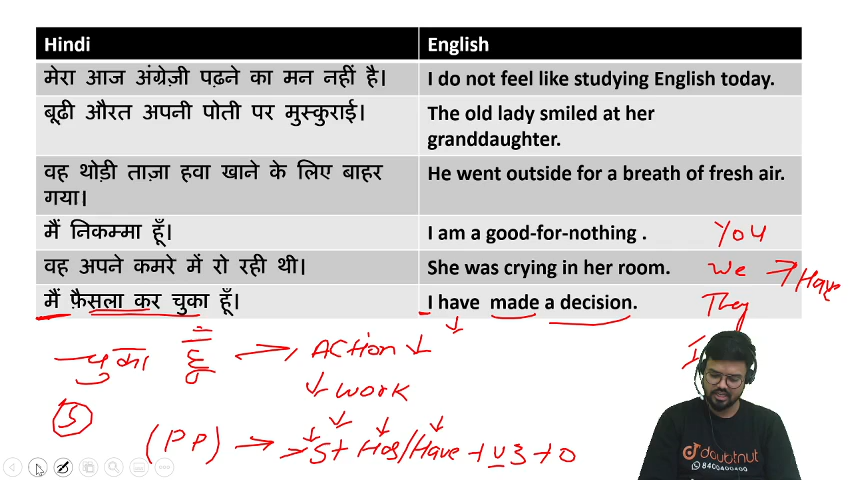 Hindi English
मेरा आज अंग्रेज़ी पढ़ने का मन नहीं है। I do not feel like studying English today.
बूढी औरत अपनी पोती पर मुस्कुराई। The old lady smiled at her
granddaughter.
वह थोड़ी ताज़ा हवा खाने के लिए बाहर He went outside for a breath of fresh air.
गया।
मैं निकम्मा हूँ। I am a good-for-nothing . You
वह अपने कमरे में रो रही थी। She was crying in her room. We → Have
मैं फ़ैसला कर चुका हूँ। I have made a decision. They
चुका हूँ → Action ↓ I
↓ work
(PP) → S + Has/Have + V3 + O
doubtnut
8400400400